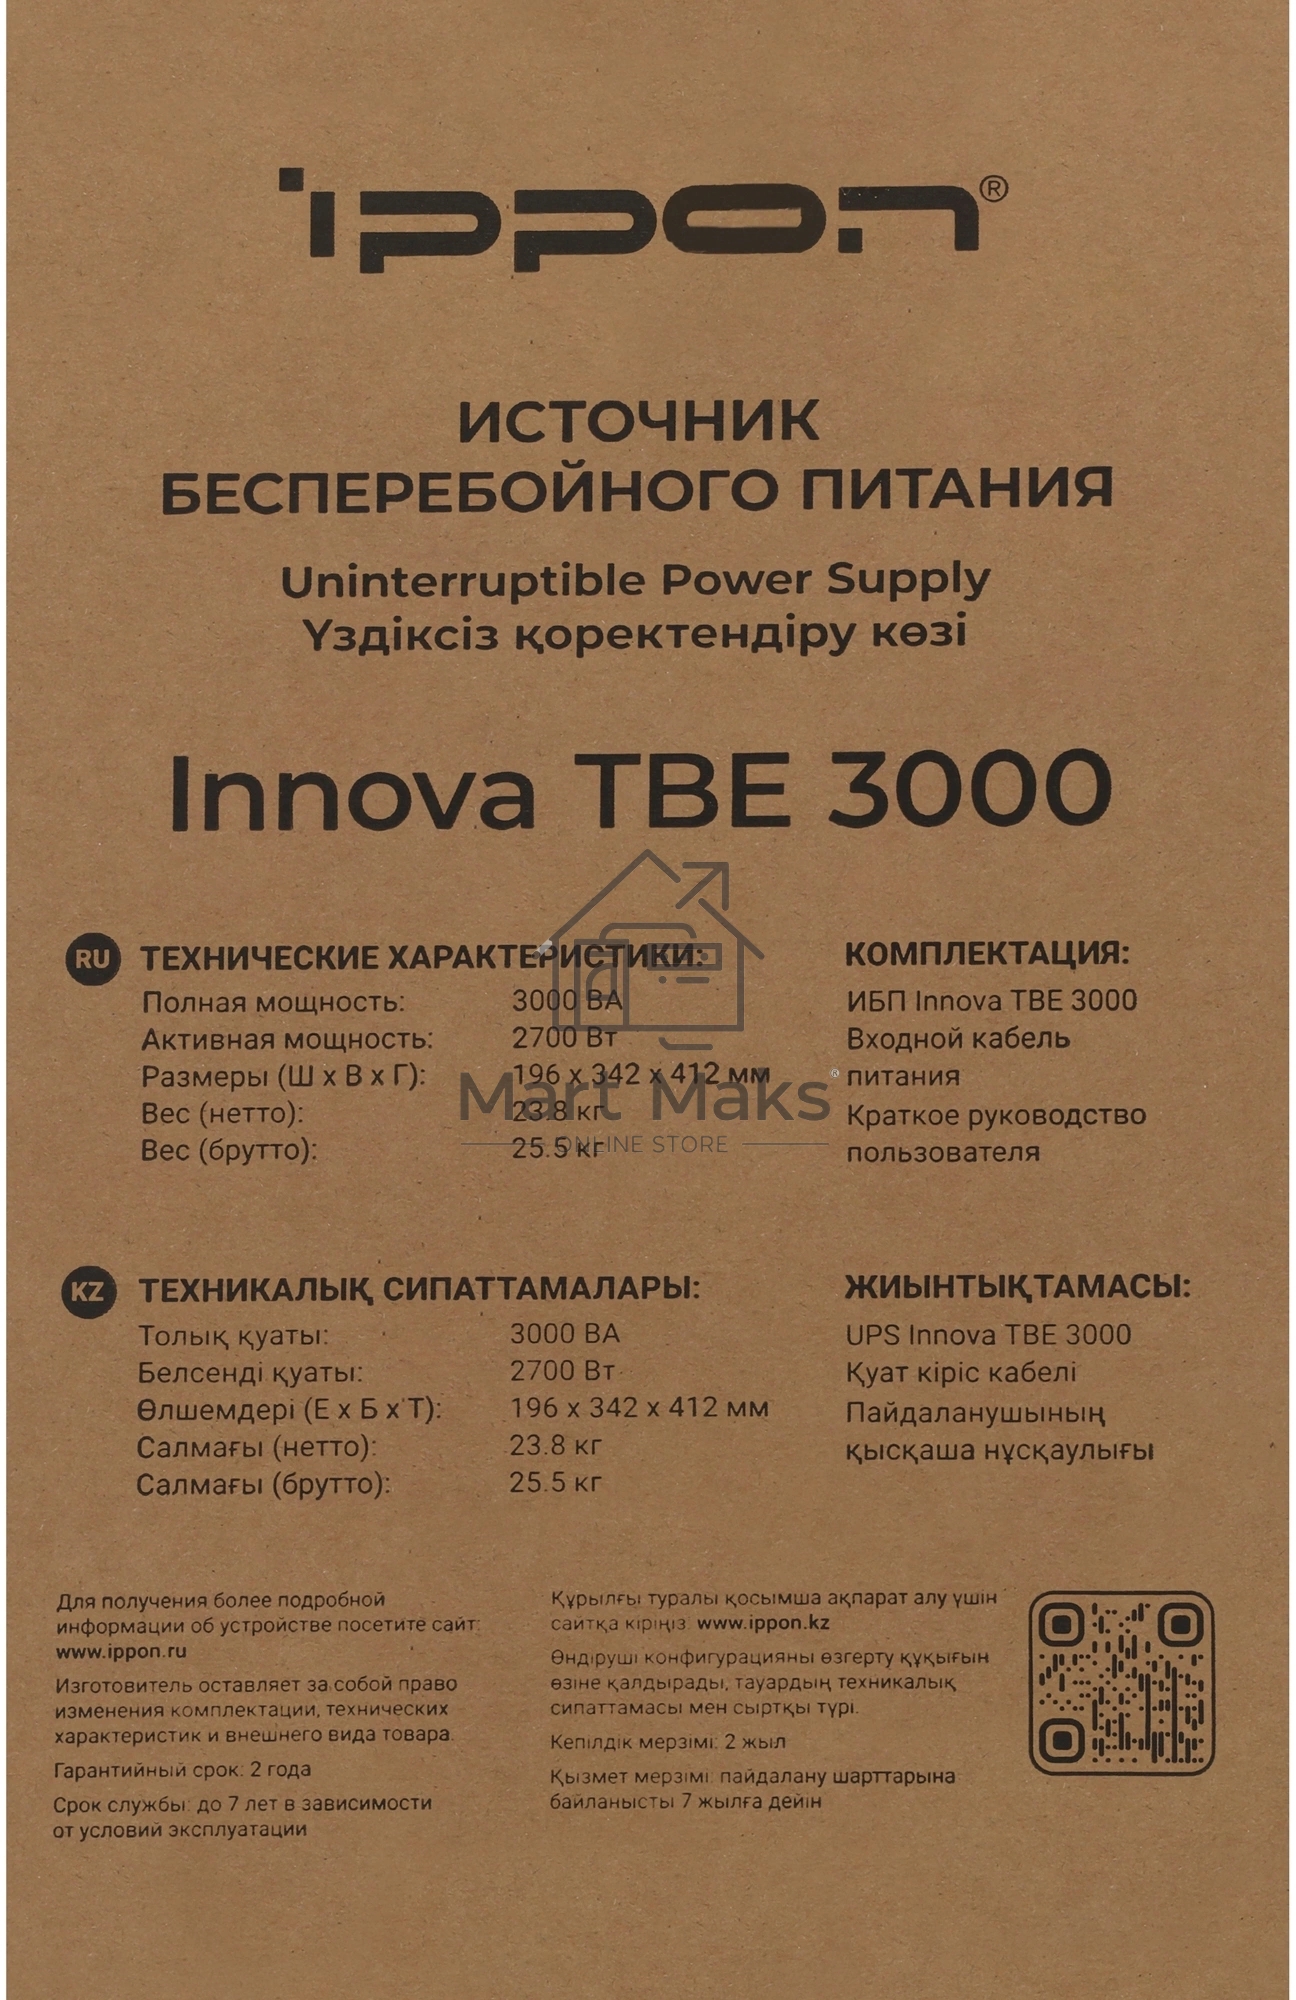 ippon®
ИСТОЧНИК
БЕСПЕРЕБОЙНОГО ПИТАНИЯ
Uninterruptible Power Supply
Үздіксіз қоректендіру көзі
Innova TBE 3000
RU ТЕХНИЧЕСКИЕ ХАРАКТЕРИСТИКИ:
Полная мощность: 3000 ВА
Активная мощность: 2700 Вт
Размеры (Ш х В х Г): 196 х 342 х 412 мм
Вес (нетто): 23.8 кг
Вес (брутто): 25.5 кг
КОМПЛЕКТАЦИЯ:
ИБП Innova TBE 3000
Входной кабель
питания
Краткое руководство
пользователя
Mart Maks®
ONLINE STORE
KZ ТЕХНИКАЛЫҚ СИПАТТАМАЛАРЫ:
Толық қуаты: 3000 ВА
Белсенді қуаты: 2700 Вт
Өлшемдері (Е х Б х Т): 196 х 342 х 412 мм
Салмағы (нетто): 23.8 кг
Салмағы (брутто): 25.5 кг
ЖИЫНТЫҚТАМАСЫ:
UPS Innova TBE 3000
Қуат кіріс кабелі
Пайдаланушының
қысқаша нұсқаулығы
Для получения более подробной
информации об устройстве посетите сайт:
www.ippon.ru
Изготовитель оставляет за собой право
изменения комплектации, технических
характеристик и внешнего вида товара.
Гарантийный срок: 2 года
Срок службы: до 7 лет в зависимости
от условий эксплуатации
Құрылғы туралы қосымша ақпарат алу үшін
сайтқа кіріңіз: www.ippon.kz
Өндіруші конфигурацияны өзгерту құқығын
өзіне қалдырады, тауардың техникалық
сипаттамасы мен сыртқы түрі.
Кепілдік мерзімі: 2 жыл
Қызмет мерзімі: пайдалану шарттарына
байланысты 7 жылға дейін